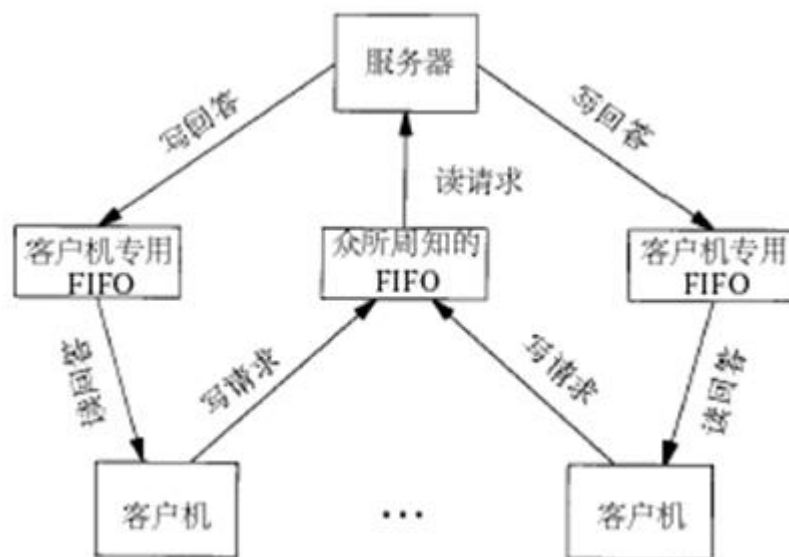 服务器
写回答
写回答
读请求
客户机专用
FIFO
众所周知的
FIFO
客户机专用
FIFO
读回答
写请求
写请求
读回答
客户机
...
客户机